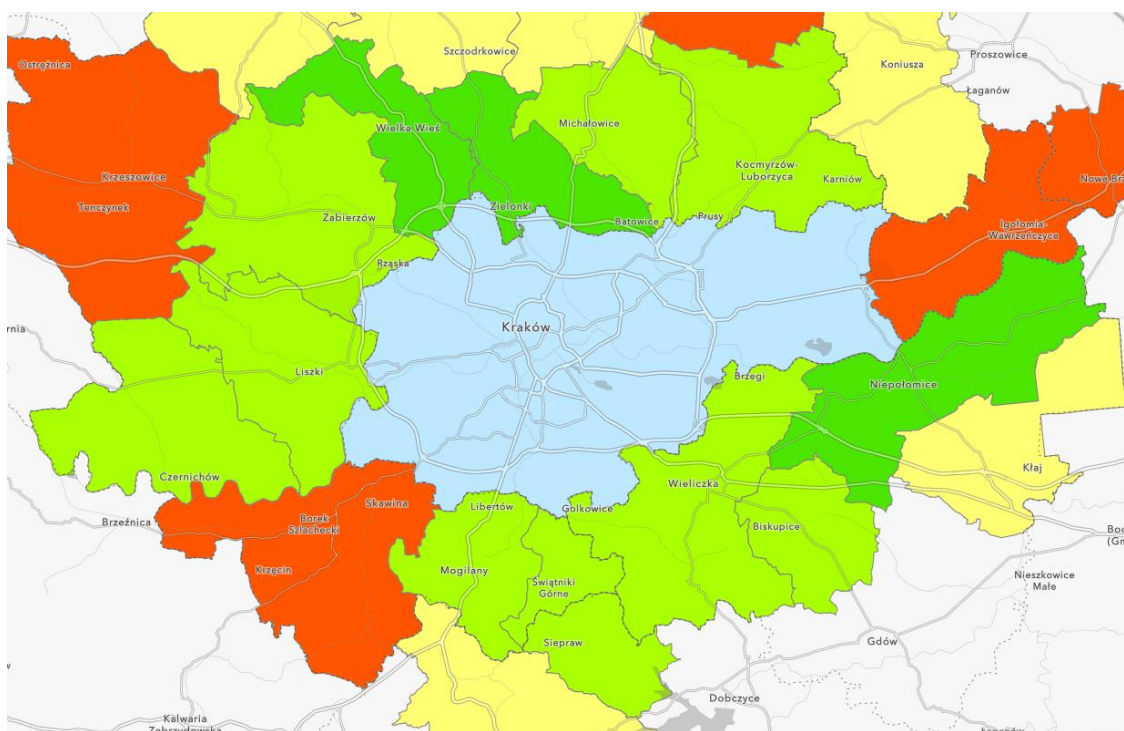 Szczodrkowice
Koniusza
Proszowice
Ostrężnica
Łaganów
Wielka Wieś
Michałowice
Krzeszowice
Kocmyrzów-
Luborzyca
Karniów
Tenczynek
Zielonki
Zabierzów
Batowice
Prusy
Igołomia-
Wawrzeńczyce
Rząska
Kraków
Liszki
Brzegi
Niepołomice
Czernichów
Kłaj
Wieliczka
Skawina
Libertów
Golkowice
Brzeźnica
Borek
Szlachecki
Biskupice
Krzęcin
Mogilany
Świątniki
Górne
Nieszkowice
Małe
Siepraw
Gdów
Dobczyce
Kalwaria
Zebrzydowska